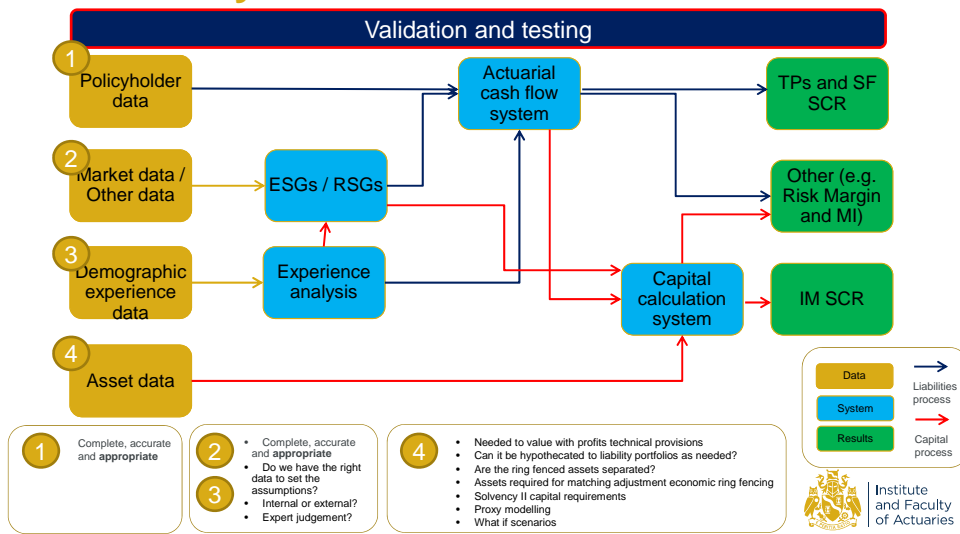 Validation and testing
1
Policyholder
data
Actuarial
cash flow
system
TPs and SF
SCR
2
Market data /
Other data
ESGs / RSGs
Other (e.g.
Risk Margin
and MI)
3
Demographic
experience
data
Experience
analysis
Capital
calculation
system
IM SCR
4
Asset data
Data
System
Results
Liabilities
process
Capital
process
1
Complete, accurate
and appropriate
2
3
• Complete, accurate
and appropriate
• Do we have the right
data to set the
assumptions?
• Internal or external?
• Expert judgement?
4
• Needed to value with profits technical provisions
• Can it be hypothecated to liability portfolios as needed?
• Are the ring fenced assets separated?
• Assets required for matching adjustment economic ring fencing
• Solvency II capital requirements
• Proxy modelling
• What if scenarios
Institute
and Faculty
of Actuaries